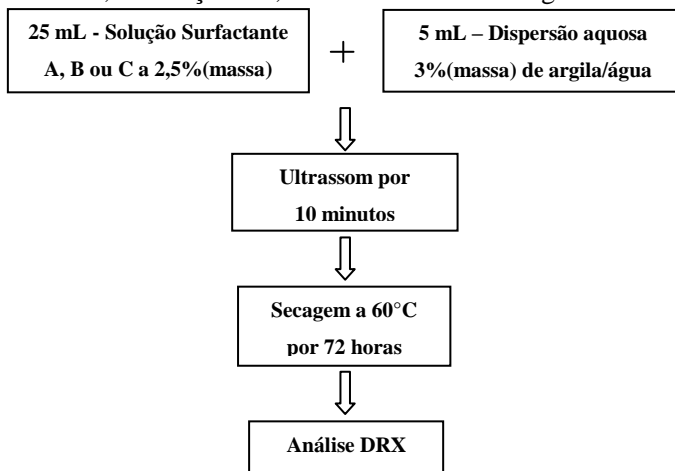 25 mL - Solução Surfactante
A, B ou C a 2,5%(massa)
+
5 mL – Dispersão aquosa
3%(massa) de argila/água
Ultrassom por
10 minutos
Secagem a 60°C
por 72 horas
Análise DRX